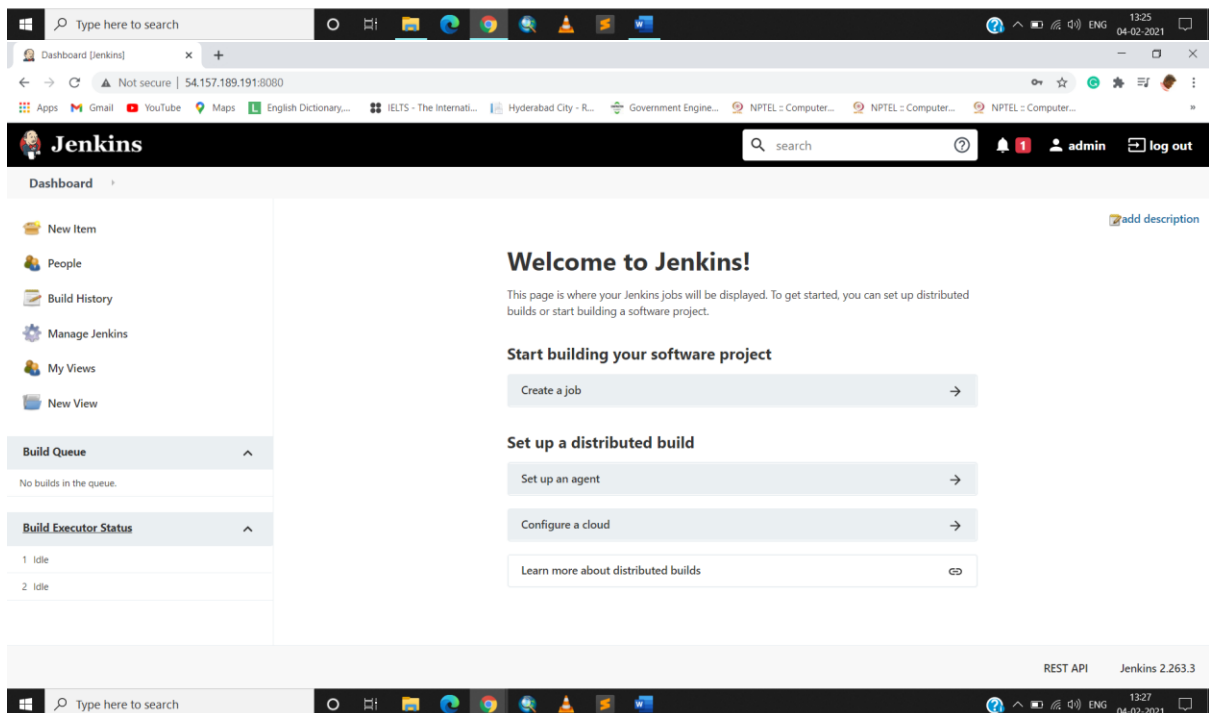 Type here to search
ENG
13:25
04-02-2021
Dashboard [Jenkins]
Not secure | 54.157.189.191:8080
Apps Gmail YouTube Maps L English Dictionary,... IELTS - The Internati... Hyderabad City - R... Government Engine... NPTEL :: Computer... NPTEL :: Computer... NPTEL :: Computer... »
Jenkins search 1 admin log out
Dashboard
add description
New Item
People
Build History
Manage Jenkins
My Views
New View
Build Queue
No builds in the queue.
Build Executor Status
1 Idle
2 Idle
Welcome to Jenkins!
This page is where your Jenkins jobs will be displayed. To get started, you can set up distributed
builds or start building a software project.
Start building your software project
Create a job
Set up a distributed build
Set up an agent
Configure a cloud
Learn more about distributed builds
REST API Jenkins 2.263.3
Type here to search
ENG
13:27
04-02-2021